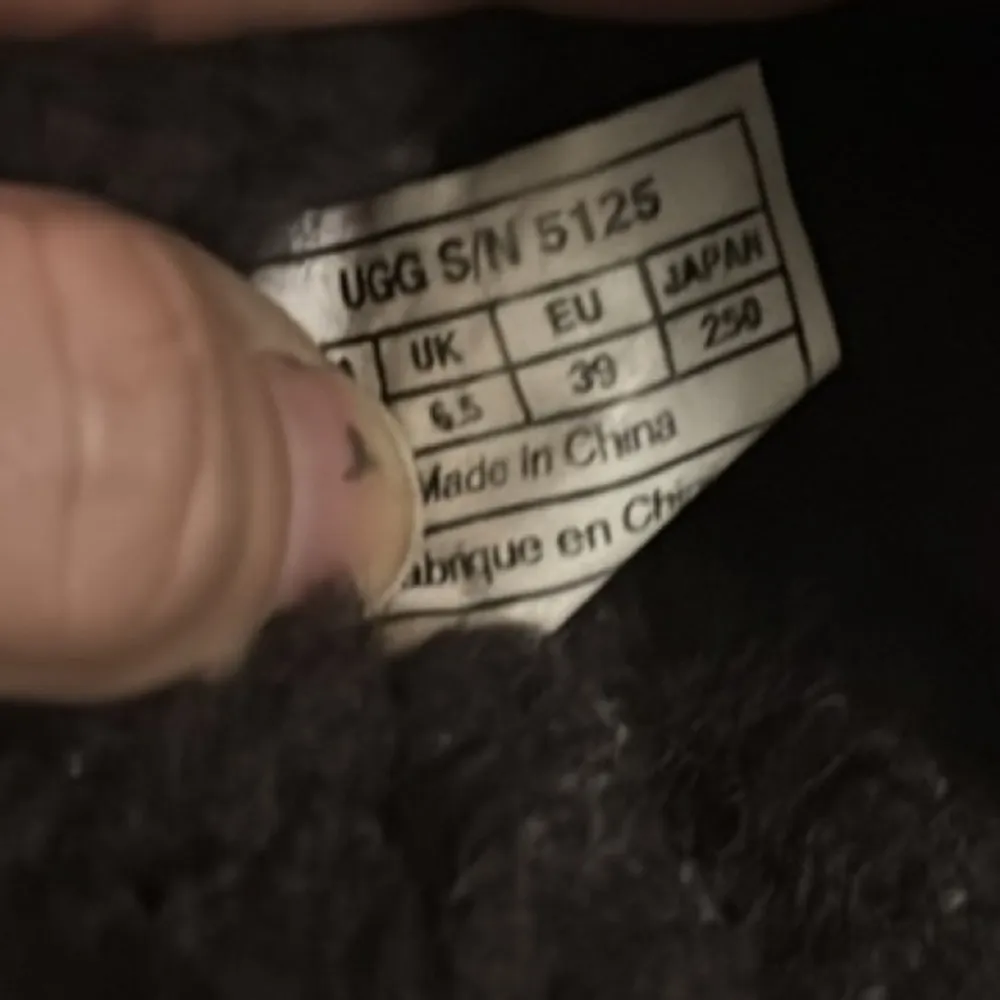 UGG S/N 5125
UK EU JAPAN
6.5 39 250
Made in China
abrique en Chi